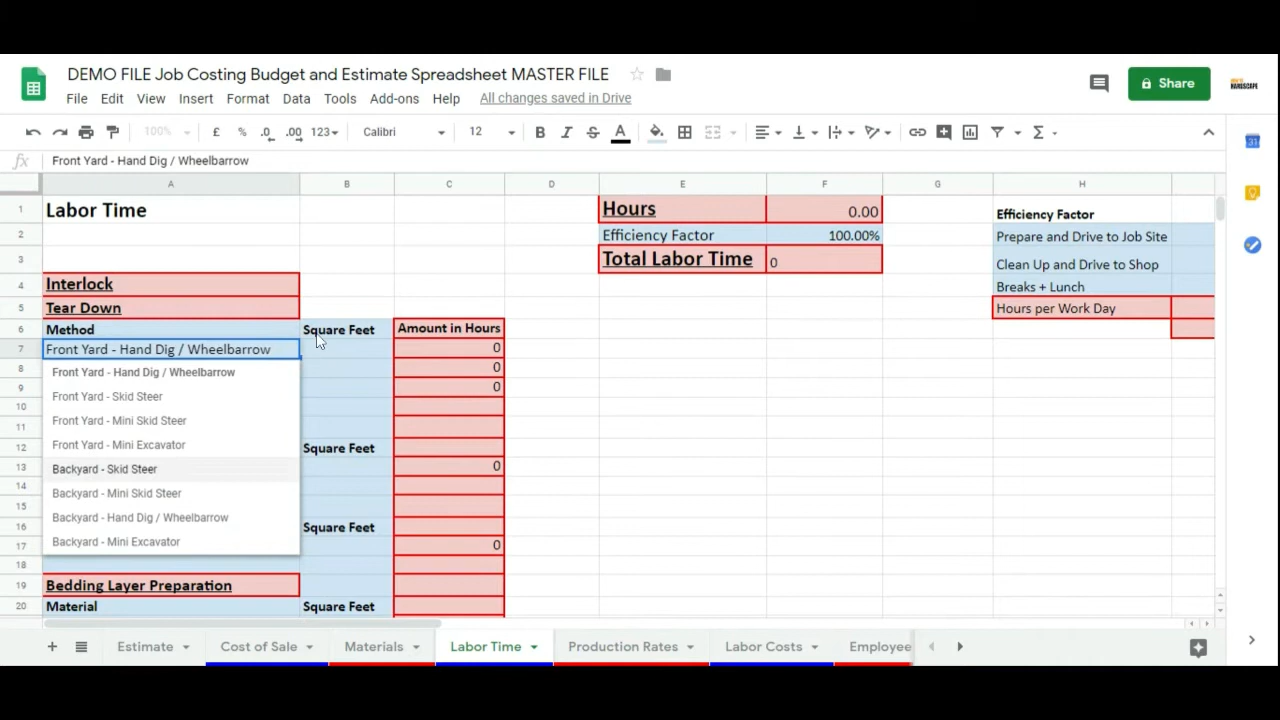 DEMO FILE Job Costing Budget and Estimate Spreadsheet MASTER FILE
File Edit View Insert Format Data Tools Add-ons Help All changes saved in Drive
Share
HARDSCAPE
100% £ % .0 .00 123 Calibri 12 B I S A Σ
fx Front Yard - Hand Dig / Wheelbarrow
A B C D E F G H
1 Labor Time Hours 0.00 Efficiency Factor
2 Efficiency Factor 100.00% Prepare and Drive to Job Site
3 Total Labor Time 0 Clean Up and Drive to Shop
4 Interlock Breaks + Lunch
5 Tear Down Hours per Work Day
6 Method Square Feet Amount in Hours
7 Front Yard - Hand Dig / Wheelbarrow 0
8 Front Yard - Hand Dig / Wheelbarrow 0
9 Front Yard - Skid Steer 0
10
11 Front Yard - Mini Skid Steer
12 Front Yard - Mini Excavator Square Feet
13 Backyard - Skid Steer 0
14 Backyard - Mini Skid Steer
15
16 Backyard - Hand Dig / Wheelbarrow Square Feet
17 Backyard - Mini Excavator 0
18
19 Bedding Layer Preparation
20 Material Square Feet
Estimate Cost of Sale Materials Labor Time Production Rates Labor Costs Employee
31